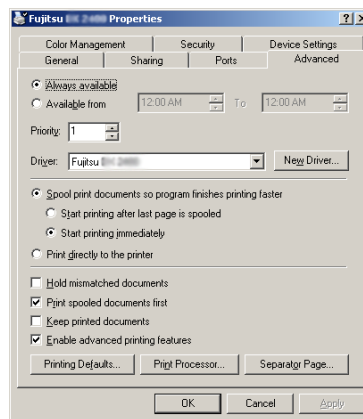 Fujitsu Properties
Color Management Security Device Settings
General Sharing Ports Advanced
Always available
Available from 12:00 AM To 12:00 AM
Priority: 1
Driver: Fujitsu New Driver...
Spool print documents so program finishes printing faster
Start printing after last page is spooled
Start printing immediately
Print directly to the printer
Hold mismatched documents
Print spooled documents first
Keep printed documents
Enable advanced printing features
Printing Defaults... Print Processor... Separator Page...
OK Cancel Apply